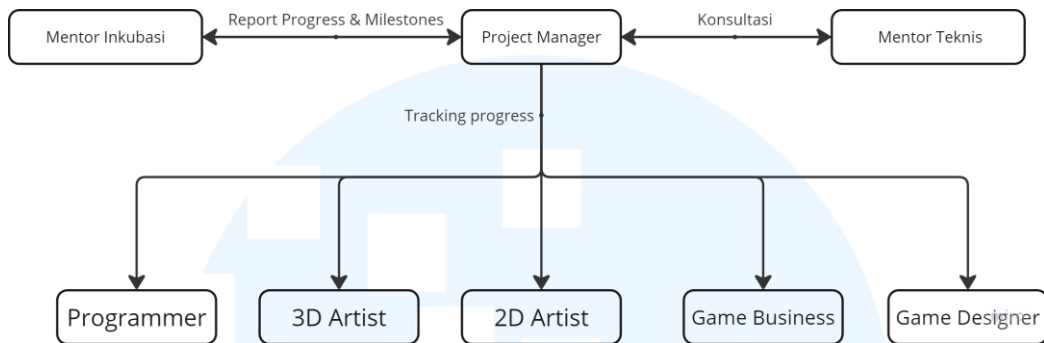 Report Progress & Milestones
Konsultasi
Mentor Inkubasi
Project Manager
Mentor Teknis
Tracking progress
Programmer
3D Artist
2D Artist
Game Business
Game Designer